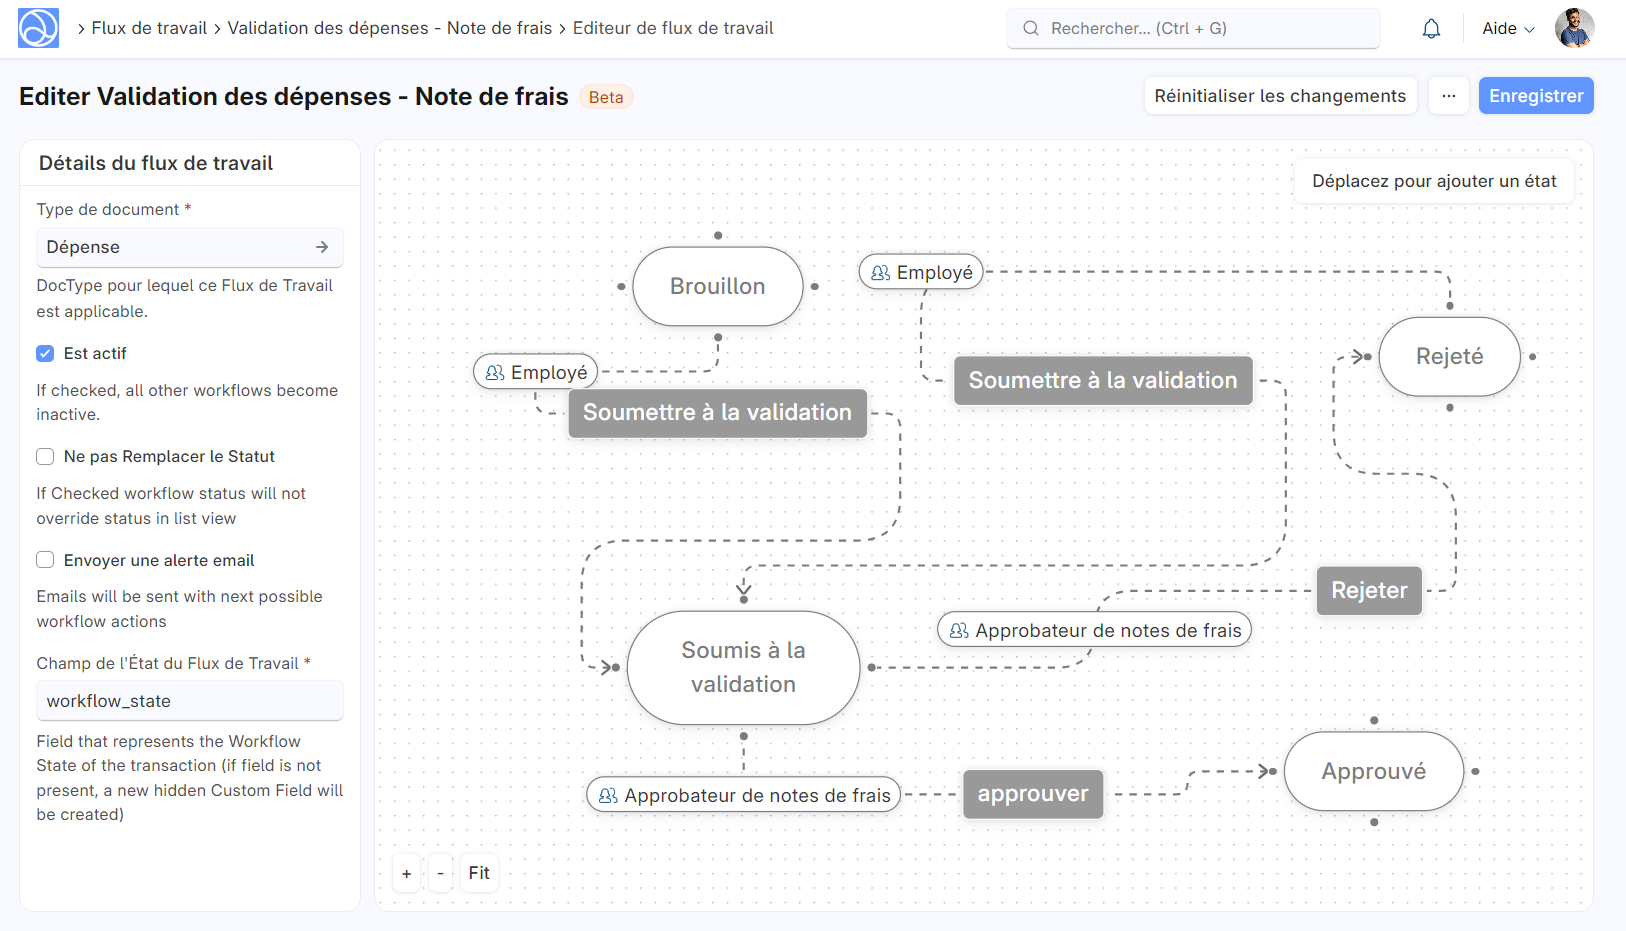 Flux de travail Validation des dépenses - Note de frais Editeur de flux de travail
Rechercher... (Ctrl + G)
Aide
Editer Validation des dépenses - Note de frais
Beta
Réinitialiser les changements
...
Enregistrer
Détails du flux de travail
Type de document *
Dépense
DocType pour lequel ce Flux de Travail
est applicable.
Est actif
If checked, all other workflows become
inactive.
Ne pas Remplacer le Statut
If Checked workflow status will not
override status in list view
Envoyer une alerte email
Emails will be sent with next possible
workflow actions
Champ de l'État du Flux de Travail *
workflow_state
Field that represents the Workflow
State of the transaction (if field is not
present, a new hidden Custom Field will
be created)
Déplacez pour ajouter un état
Brouillon
Employé
Rejeté
Employé
Soumettre à la validation
Soumettre à la validation
Rejeter
Approbateur de notes de frais
Soumis à la
validation
Approuvé
Approbateur de notes de frais
approuver
+
-
Fit